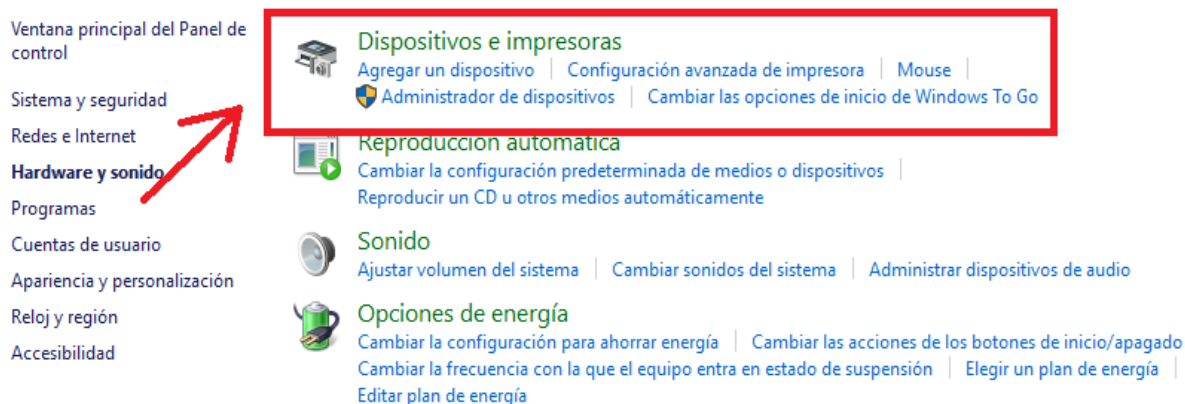 Ventana principal del Panel de
control
Sistema y seguridad
Redes e Internet
Hardware y sonido
Programas
Cuentas de usuario
Apariencia y personalización
Reloj y región
Accesibilidad
Dispositivos e impresoras
Agregar un dispositivo Configuración avanzada de impresora Mouse
Administrador de dispositivos Cambiar las opciones de inicio de Windows To Go
Reproducción automática
Cambiar la configuración predeterminada de medios o dispositivos
Reproducir un CD u otros medios automáticamente
Sonido
Ajustar volumen del sistema Cambiar sonidos del sistema Administrar dispositivos de audio
Opciones de energía
Cambiar la configuración para ahorrar energía Cambiar las acciones de los botones de inicio/apagado
Cambiar la frecuencia con la que el equipo entra en estado de suspensión Elegir un plan de energía
Editar plan de energía